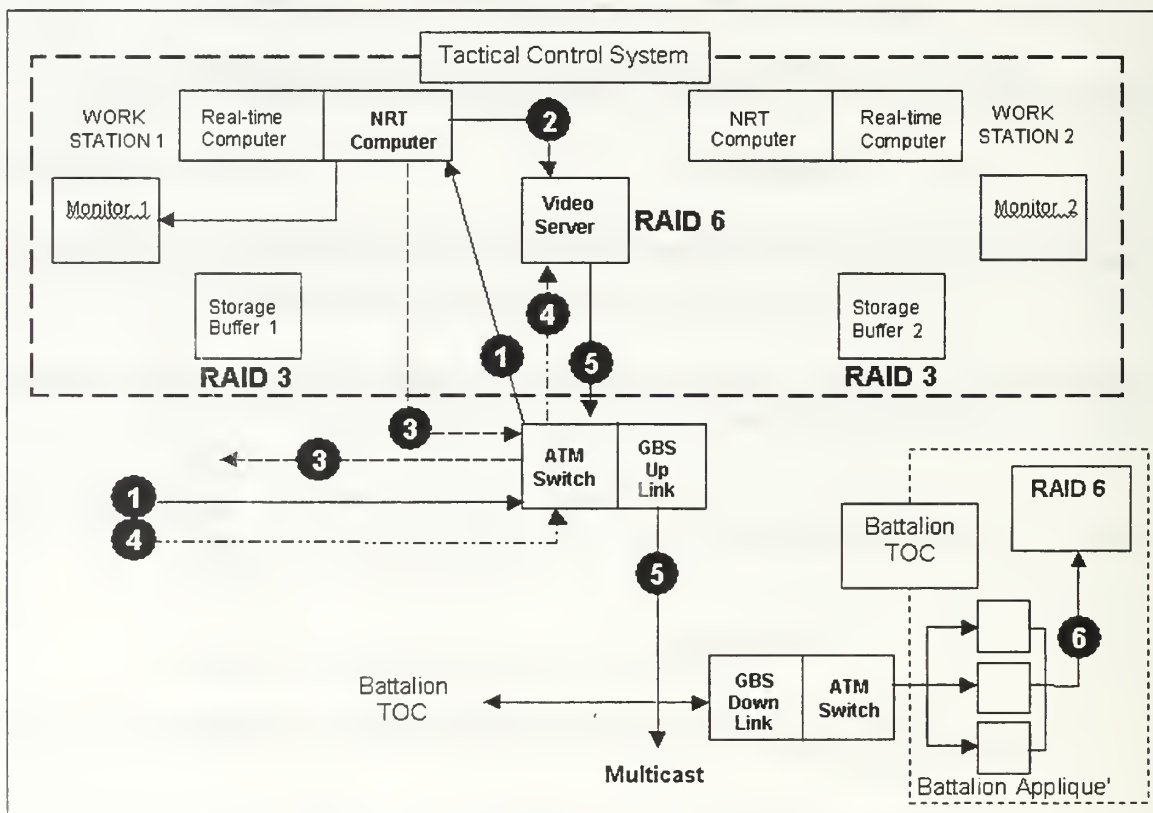 Tactical Control System
WORK
STATION 1
Real-time
Computer
NRT
Computer
2
NRT
Computer
Real-time
Computer
WORK
STATION 2
Monitor 1
Video
Server
RAID 6
Monitor 2
Storage
Buffer 1
4
Storage
Buffer 2
1
5
RAID 3
RAID 3
3
3
ATM
Switch
GBS
Up
Link
1
4
RAID 6
Battalion
TOC
5
6
Battalion
TOC
GBS
Down
Link
ATM
Switch
Multicast
Battalion Applique'